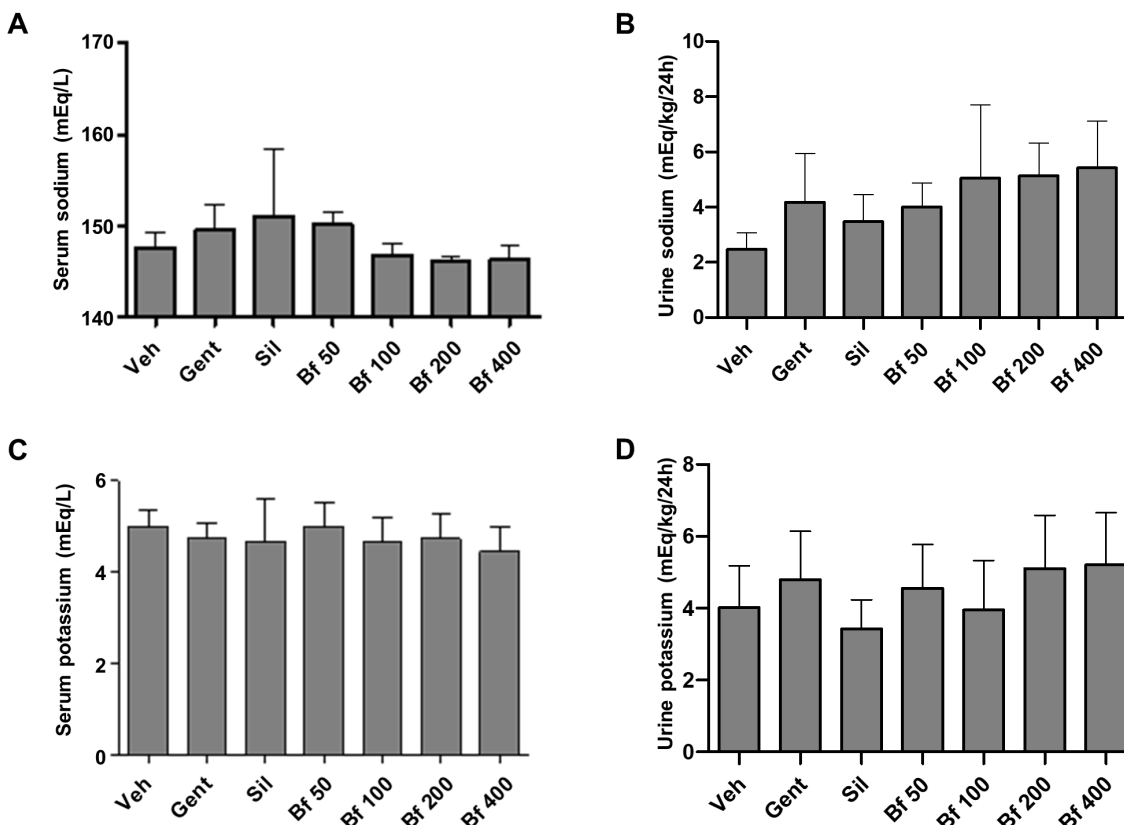 A
Serum sodium (mEq/L)
170
160
150
140
Veh Gent Sil Bf 50 Bf 100 Bf 200 Bf 400
B
Urine sodium (mEq/kg/24h)
10
8
6
4
2
0
Veh Gent Sil Bf 50 Bf 100 Bf 200 Bf 400
C
Serum potassium (mEq/L)
6
4
2
0
Veh Gent Sil Bf 50 Bf 100 Bf 200 Bf 400
D
Urine potassium (mEq/kg/24h)
8
6
4
2
0
Veh Gent Sil Bf 50 Bf 100 Bf 200 Bf 400